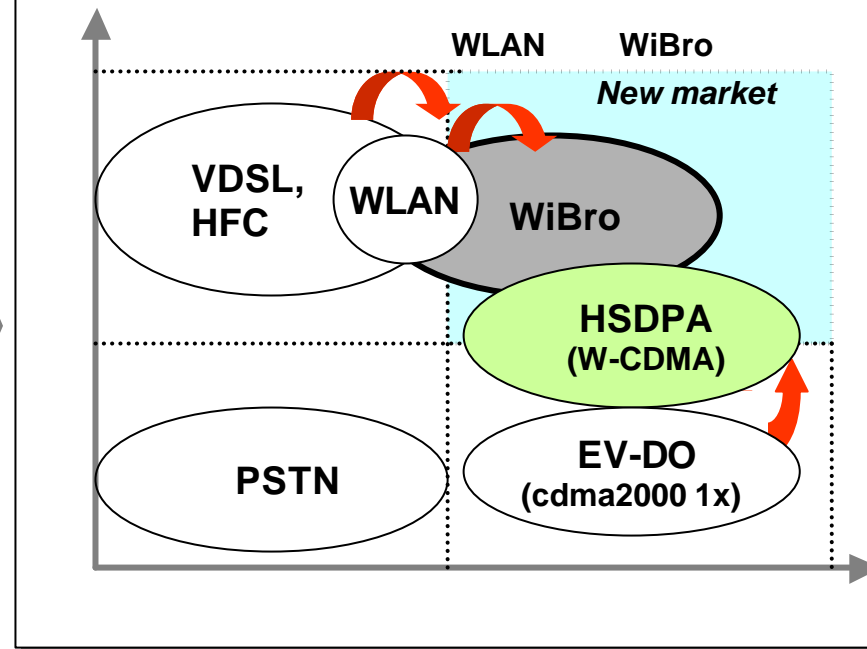 WLAN WiBro
New market
VDSL,
HFC
WLAN
WiBro
HSDPA
(W-CDMA)
PSTN
EV-DO
(cdma2000 1x)